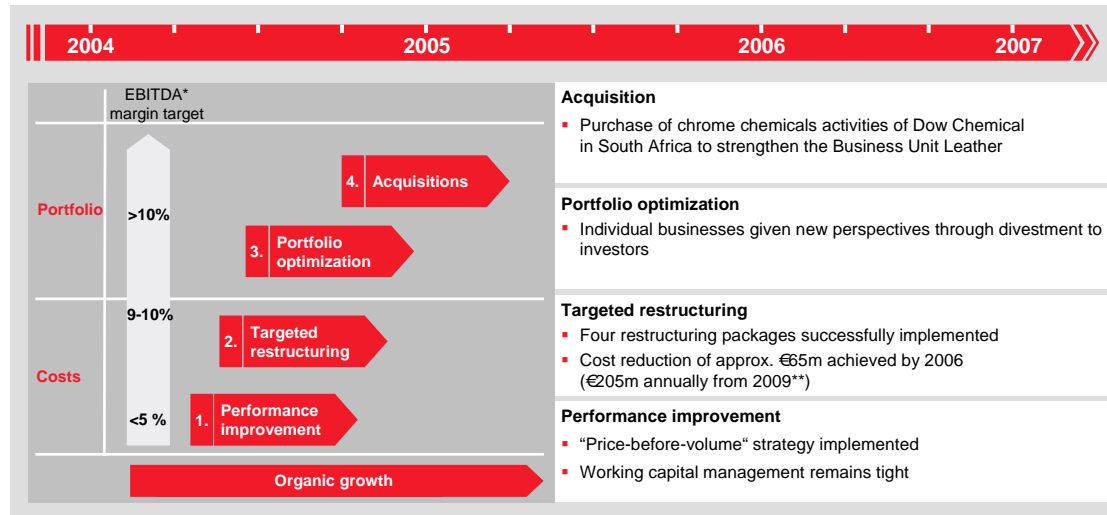 2004 2005 2006 2007
EBITDA*
margin target
Portfolio
>10%
4. Acquisitions
3. Portfolio
optimization
9-10%
Costs
2. Targeted
restructuring
<5 %
1. Performance
improvement
Organic growth
Acquisition
▪ Purchase of chrome chemicals activities of Dow Chemical
in South Africa to strengthen the Business Unit Leather
Portfolio optimization
▪ Individual businesses given new perspectives through divestment to
investors
Targeted restructuring
▪ Four restructuring packages successfully implemented
▪ Cost reduction of approx. €65m achieved by 2006
(€205m annually from 2009**)
Performance improvement
▪ “Price-before-volume“ strategy implemented
▪ Working capital management remains tight